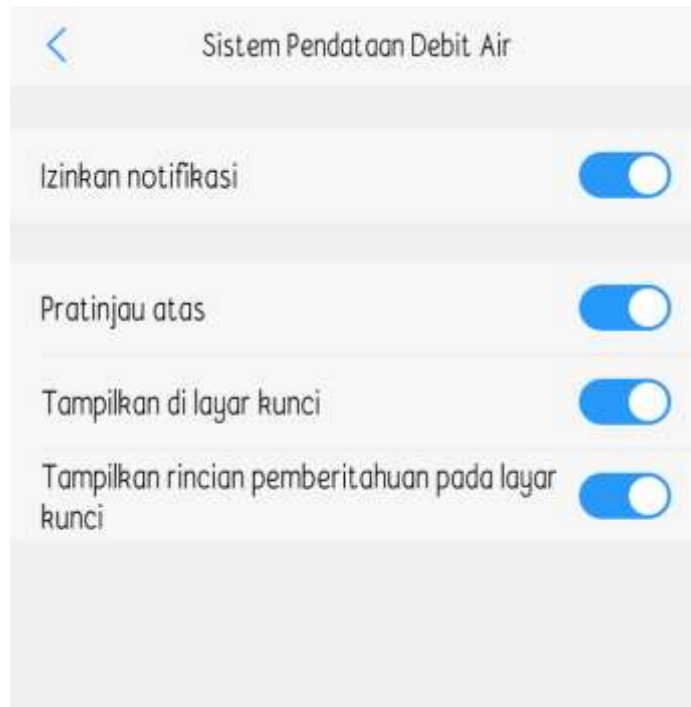 Sistem Pendataan Debit Air
Izinkan notifikasi
Pratinjau atas
Tampilkan di layar kunci
Tampilkan rincian pemberitahuan pada layar
kunci